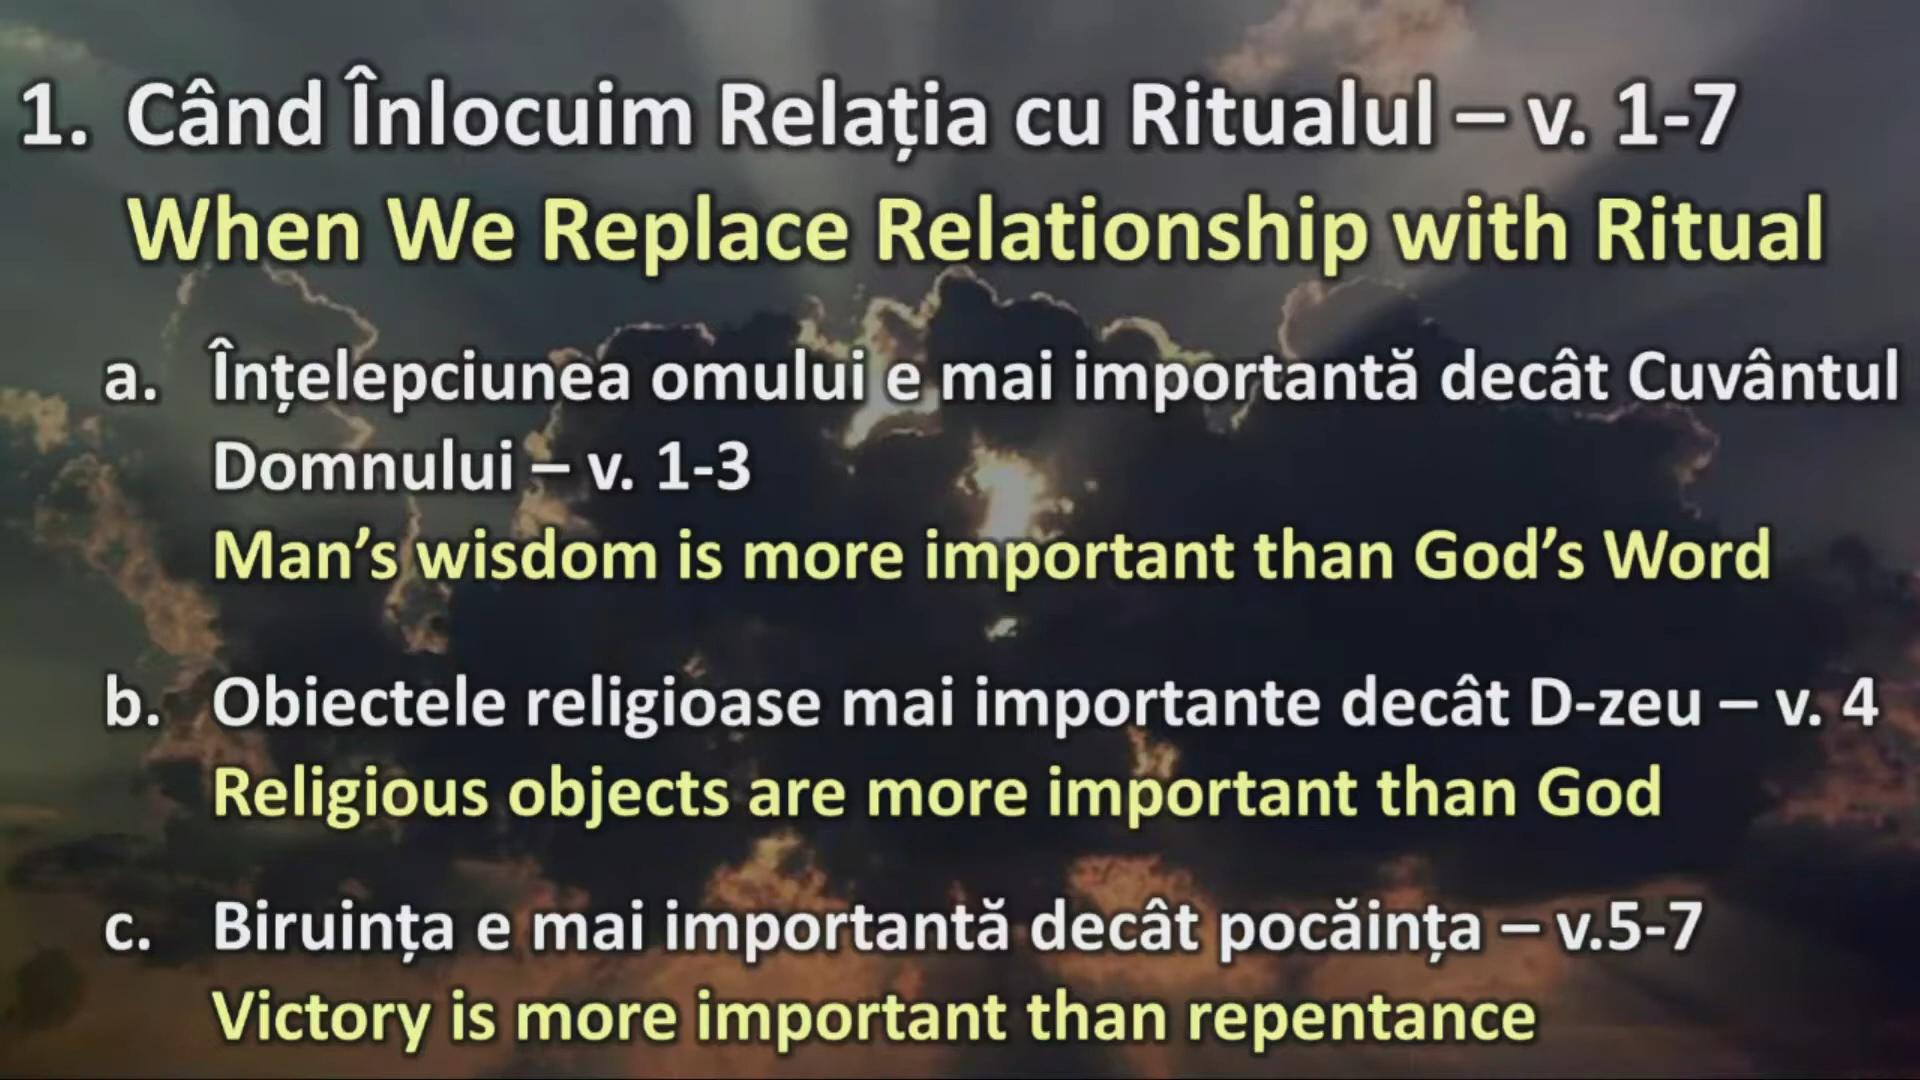 1. Când Înlocuim Relația cu Ritualul – v. 1-7
When We Replace Relationship with Ritual
a. Înțelepciunea omului e mai importantă decât Cuvântul
Domnului – v. 1-3
Man’s wisdom is more important than God’s Word
b. Obiectele religioase mai importante decât D-zeu – v. 4
Religious objects are more important than God
c. Biruința e mai importantă decât pocăința – v.5-7
Victory is more important than repentance